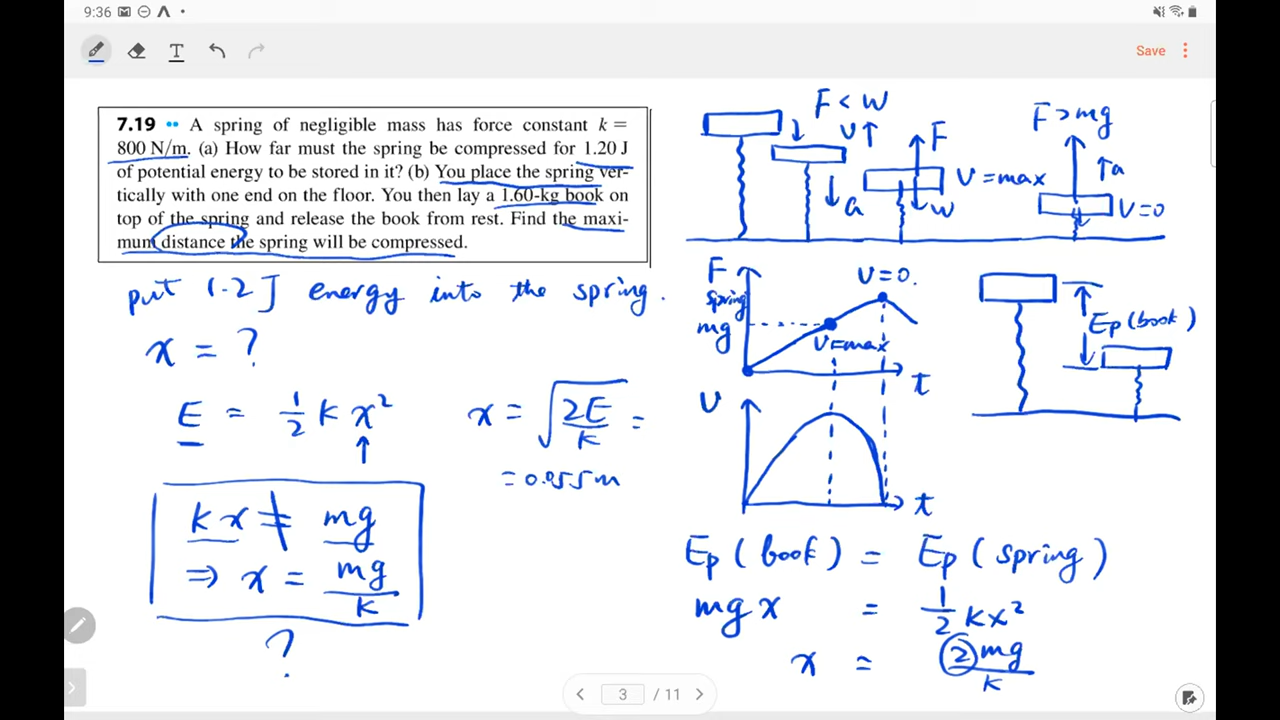 9:36
Save
7.19 •• A spring of negligible mass has force constant k =
800 N/m. (a) How far must the spring be compressed for 1.20 J
of potential energy to be stored in it? (b) You place the spring ver-
tically with one end on the floor. You then lay a 1.60-kg book on
top of the spring and release the book from rest. Find the maxi-
mum distance the spring will be compressed.
put 1.2J energy into the spring.
x = ?
E = 1/2 k x²
x = √(2E/k) =
= 0.055m
kx ≠ mg
⇒ x = mg/k
?
F < W
v↑
a
F
W
v = max
F > mg
↑a
v=0
F spring
mg
v=0.
v=max
t
v
t
Ep (book)
Ep (book) = Ep (spring)
mg x = 1/2 kx²
x = 2mg/k
3 / 11